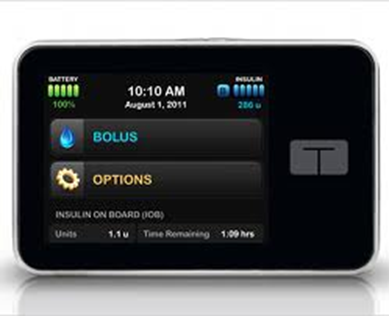 BATTERY 10:10 AM INSULIN
100% August 1, 2011 286 u
BOLUS
OPTIONS
INSULIN ON BOARD (IOB)
Units 1.1 u Time Remaining 1:09 hrs
T